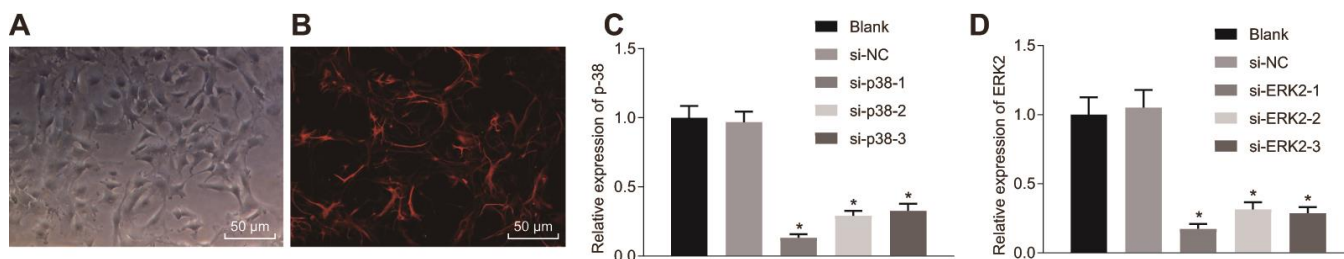 A
50 μm
B
50 μm
C
Relative expression of p-38
1.5
1.0
0.5
0.0
Blank
si-NC
si-p38-1
si-p38-2
si-p38-3
*
*
*
D
Relative expression of ERK2
1.5
1.0
0.5
0.0
Blank
si-NC
si-ERK2-1
si-ERK2-2
si-ERK2-3
*
*
*